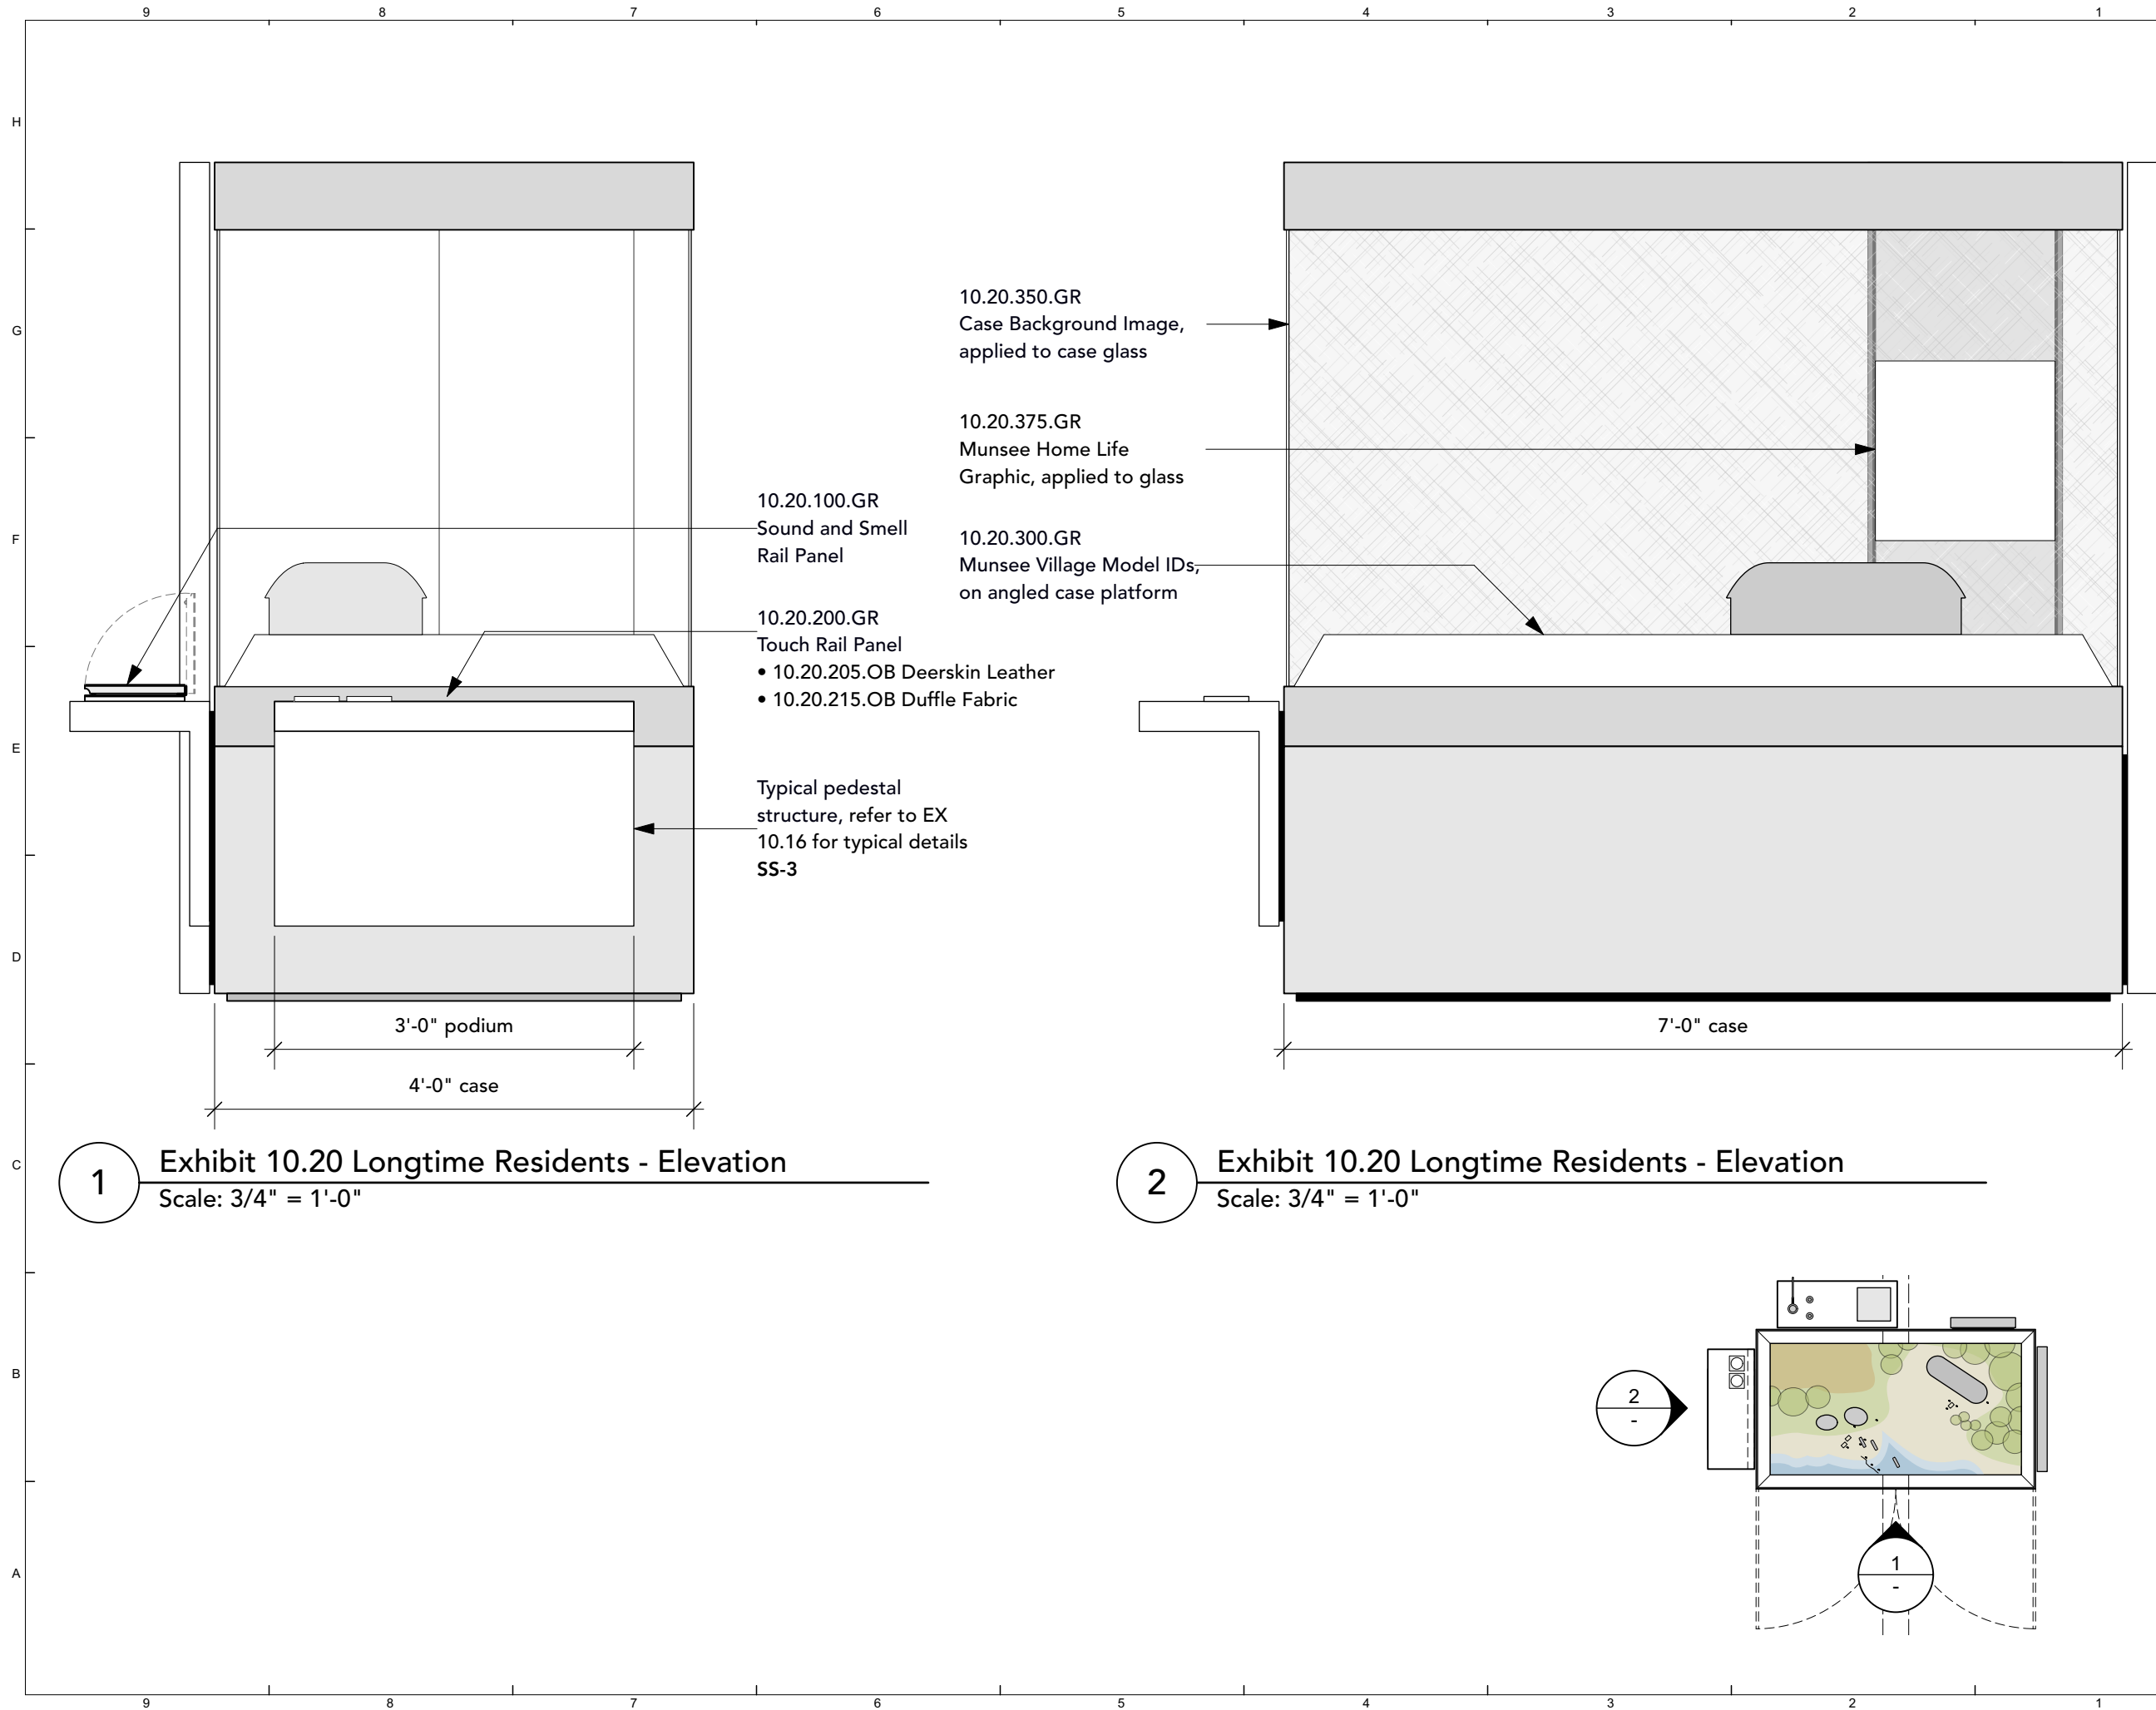 9 8 7 6 5 4 3 2 1
H
G
F
E
D
C
B
A
10.20.100.GR
Sound and Smell
Rail Panel
10.20.200.GR
Touch Rail Panel
• 10.20.205.OB Deerskin Leather
• 10.20.215.OB Duffle Fabric
Typical pedestal
structure, refer to EX
10.16 for typical details
SS-3
3'-0" podium
4'-0" case
1
Exhibit 10.20 Longtime Residents - Elevation
Scale: 3/4" = 1'-0"
10.20.350.GR
Case Background Image,
applied to case glass
10.20.375.GR
Munsee Home Life
Graphic, applied to glass
10.20.300.GR
Munsee Village Model IDs,
on angled case platform
7'-0" case
2
Exhibit 10.20 Longtime Residents - Elevation
Scale: 3/4" = 1'-0"
2
-
1
-
9 8 7 6 5 4 3 2 1